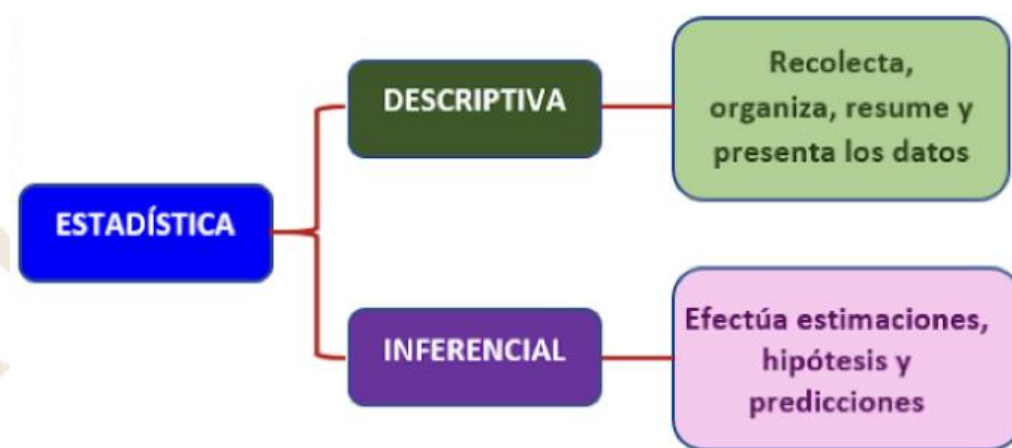 ESTADÍSTICA
DESCRIPTIVA
Recolecta,
organiza, resume y
presenta los datos
INFERENCIAL
Efectúa estimaciones,
hipótesis y
predicciones